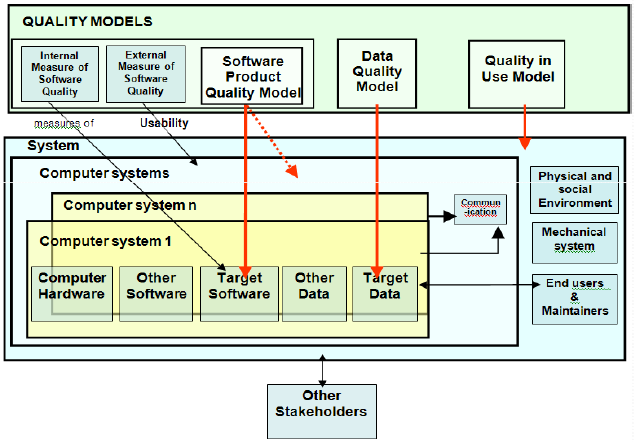 QUALITY MODELS
Internal
Measure of
Software
Quality
External
Measure of
Software
Quality
Software
Product
Quality Model
Data
Quality
Model
Quality in
Use Model
measures of
Usability
System
Computer systems
Computer system n
Computer system 1
Commun
-ication
Physical and
social
Environment
Mechanical
system
End users
&
Maintainers
Computer
Hardware
Other
Software
Target
Software
Other
Data
Target
Data
Other
Stakeholders